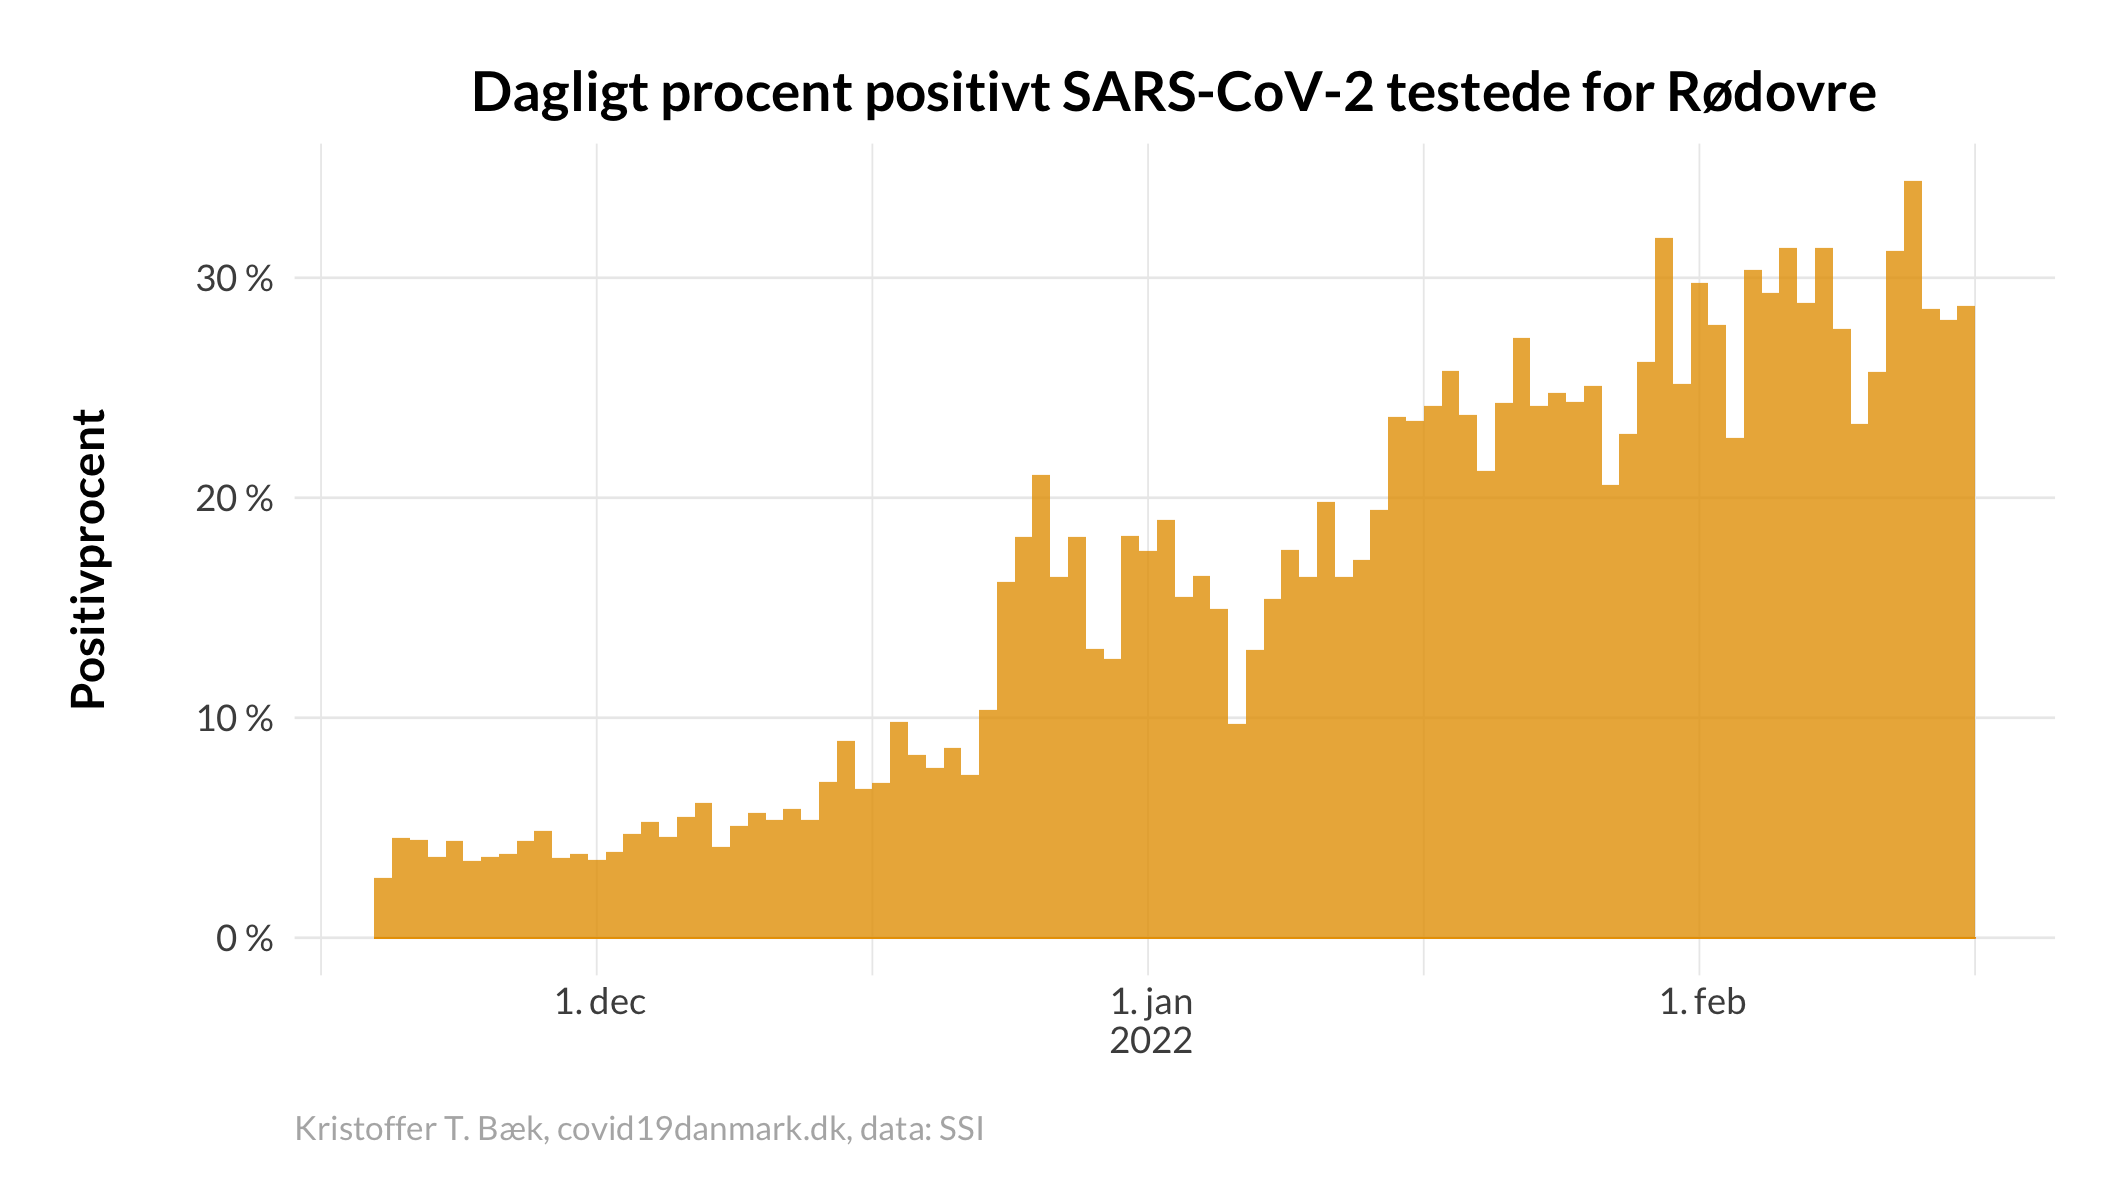 Dagligt procent positivt SARS-CoV-2 testede for Rødovre
Positivprocent
30 %
20 %
10 %
0 %
1. dec
1. jan
2022
1. feb
Kristoffer T. Bæk, covid19danmark.dk, data: SSI